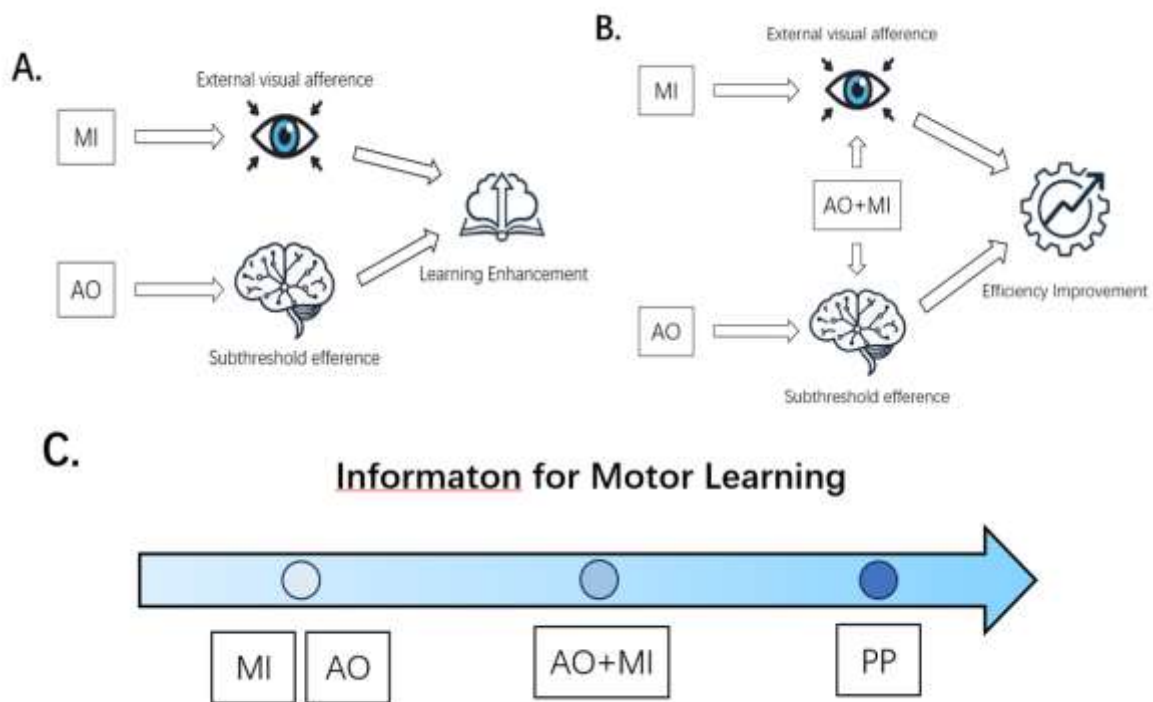 A.
External visual afference
MI
AO
Learning Enhancement
Subthreshold efference
B.
External visual afference
MI
AO+MI
AO
Efficiency Improvement
Subthreshold efference
C.
Informaton for Motor Learning
MI
AO
AO+MI
PP